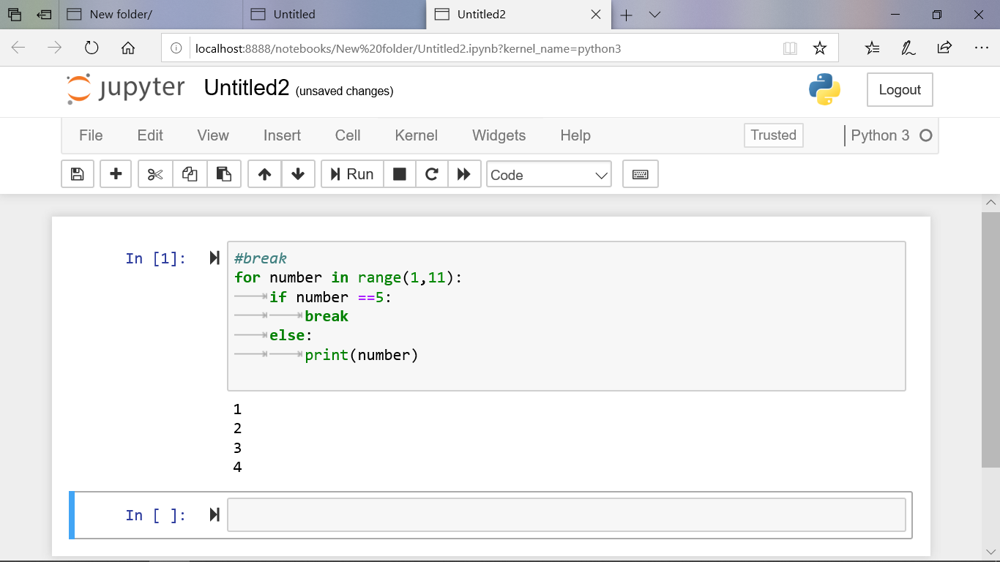 New folder/
Untitled
Untitled2
localhost:8888/notebooks/New%20folder/Untitled2.ipynb?kernel_name=python3
jupyter Untitled2 (unsaved changes)
Logout
File Edit View Insert Cell Kernel Widgets Help
Trusted
Python 3
Run
Code
In [1]:
#break
for number in range(1,11):
if number ==5:
break
else:
print(number)
1
2
3
4
In [ ]: